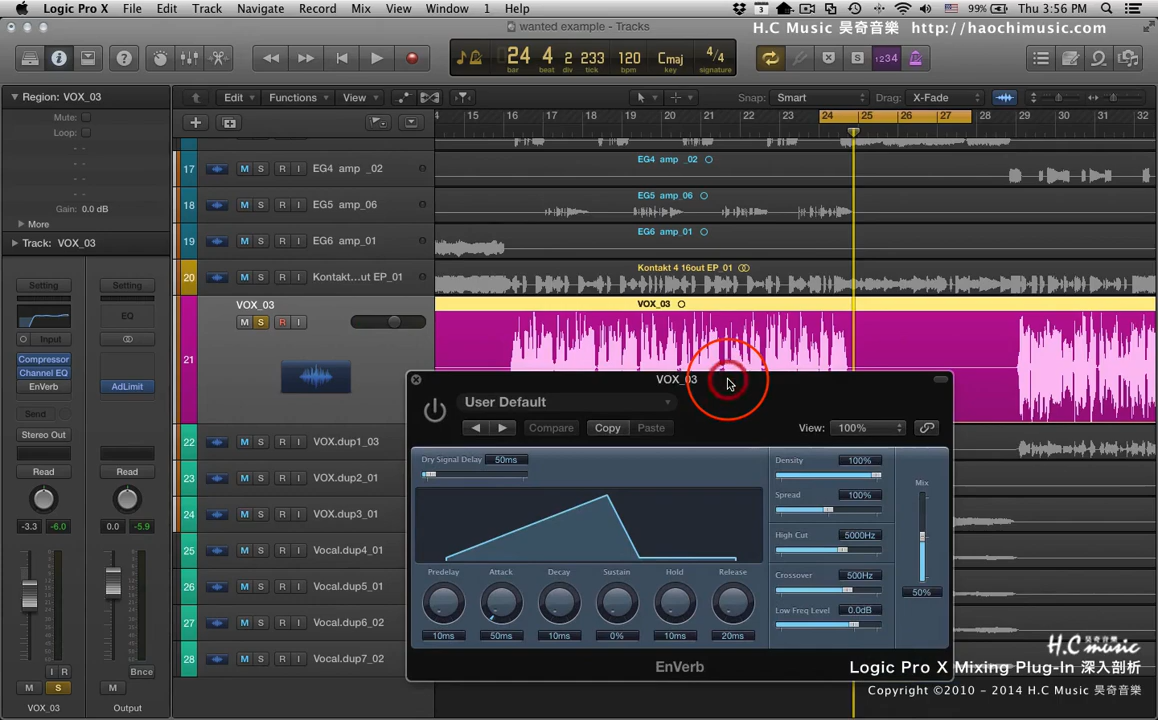 Logic Pro X File Edit Track Navigate Record Mix View Window 1 Help 99% Thu 3:56 PM
wanted example - Tracks
H.C Music 昊奇音樂 http://haochimusic.com
24 4 2 233 120 Cmaj 4/4
bar beat div tick bpm key signature
1234
Region: VOX_03
Edit Functions View Snap: Smart Drag: X-Fade
Mute:
Loop:
Gain: 0.0 dB
More
Track: VOX_03
14 15 16 17 18 19 20 21 22 23 24 25 26 27 28 29 30 31 32
17 M S R I EG4 amp _02
EG4 amp _02
18 M S R I EG5 amp_06
EG5 amp_06
19 M S R I EG6 amp_01
EG6 amp_01
20 M S R I Kontakt...ut EP_01
Kontakt 4 16out EP_01
21 VOX_03
M S R I
VOX_03
22 M S R I VOX.dup1_03
23 M S R I VOX.dup2_01
24 M S R I VOX.dup3_01
25 M S R I Vocal.dup4_01
26 M S R I Vocal.dup5_01
27 M S R I Vocal.dup6_02
28 M S R I Vocal.dup7_02
Setting Setting
EQ
Input
Compressor
Channel EQ
EnVerb AdLimit
Send
Stereo Out
Read Read
-3.3 -6.0 0.0 -5.9
I R Bnce
M S M
VOX_03 Output
VOX_03
User Default
Compare Copy Paste View: 100%
Dry Signal Delay 50ms
Density 100%
Spread 100%
High Cut 5000Hz
Crossover 500Hz
Low Freq Level 0.0dB
Mix
50%
Predelay Attack Decay Sustain Hold Release
10ms 50ms 10ms 0% 10ms 20ms
EnVerb
H.C music 昊奇音樂
Logic Pro X Mixing Plug-In 深入剖析
Copyright ©2010 - 2014 H.C Music 昊奇音樂